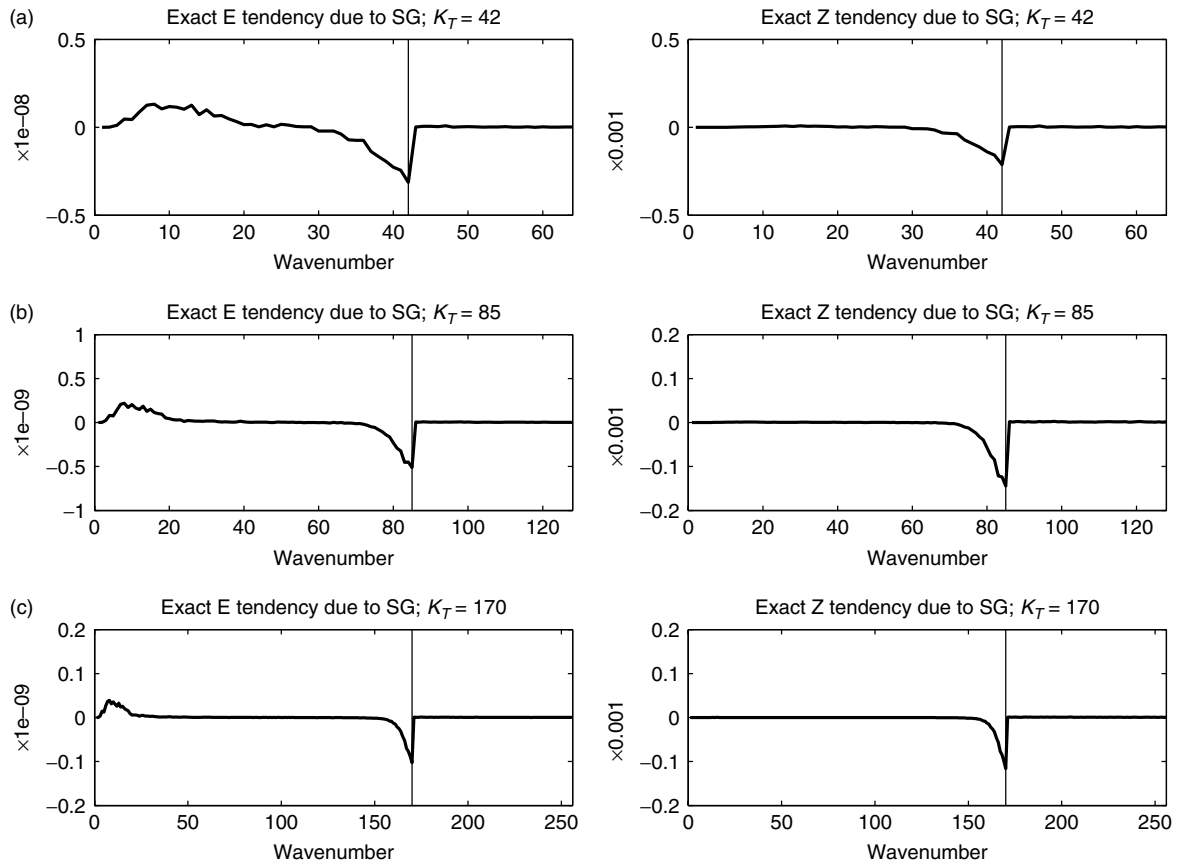 (a)
Exact E tendency due to SG; K_T = 42
0.5
0
−0.5
×1e−08
0 10 20 30 40 50 60
Wavenumber
Exact Z tendency due to SG; K_T = 42
0.5
0
−0.5
×0.001
0 10 20 30 40 50 60
Wavenumber
(b)
Exact E tendency due to SG; K_T = 85
1
0.5
0
−0.5
−1
×1e−09
0 20 40 60 80 100 120
Wavenumber
Exact Z tendency due to SG; K_T = 85
0.2
0.1
0
−0.1
−0.2
×0.001
0 20 40 60 80 100 120
Wavenumber
(c)
Exact E tendency due to SG; K_T = 170
0.2
0.1
0
−0.1
−0.2
×1e−09
0 50 100 150 200 250
Wavenumber
Exact Z tendency due to SG; K_T = 170
0.2
0.1
0
−0.1
−0.2
×0.001
0 50 100 150 200 250
Wavenumber